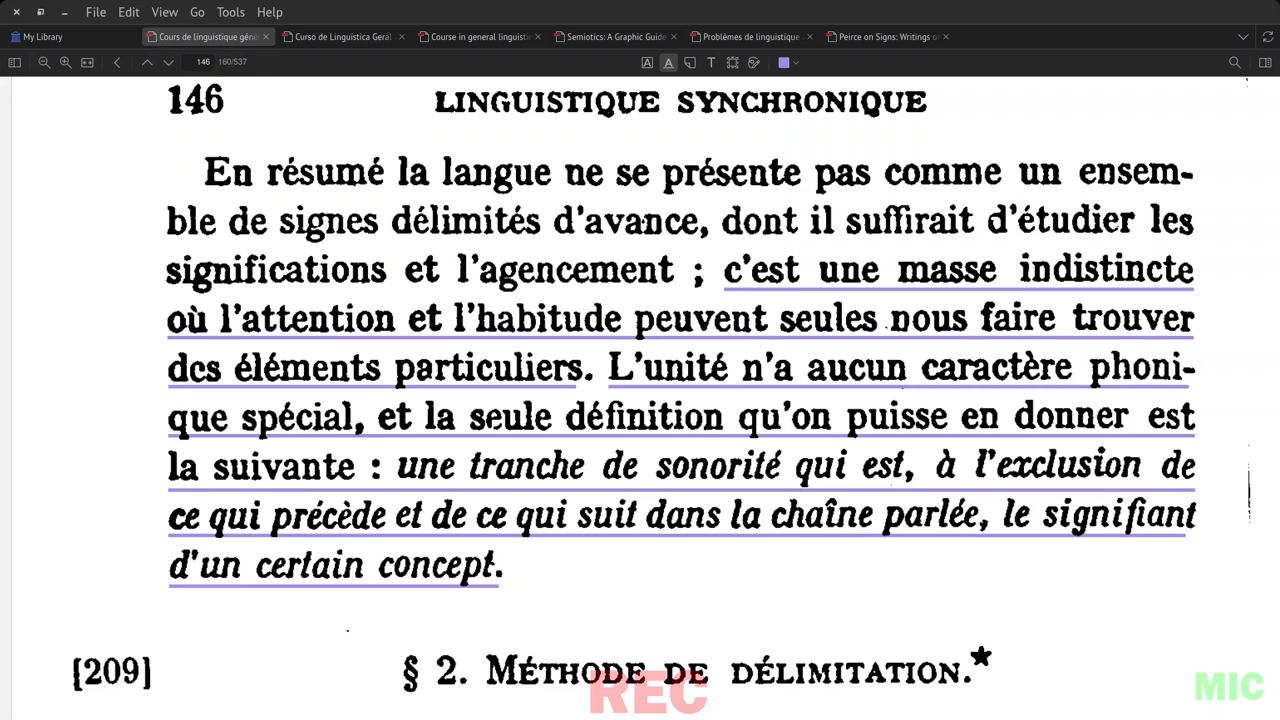 File Edit View Go Tools Help
My Library
Cours de linguistique géné
Curso de Linguística Geral
Course in general linguisti
Semiotics: A Graphic Guide
Problèmes de linguistique
Peirce on Signs: Writings o
146 160/537
146 LINGUISTIQUE SYNCHRONIQUE
En résumé la langue ne se présente pas comme un ensem-
ble de signes délimités d'avance, dont il suffirait d'étudier les
significations et l'agencement ; c'est une masse indistincte
où l'attention et l'habitude peuvent seules nous faire trouver
des éléments particuliers. L'unité n'a aucun caractère phoni-
que spécial, et la seule définition qu'on puisse en donner est
la suivante : une tranche de sonorité qui est, à l'exclusion de
ce qui précède et de ce qui suit dans la chaîne parlée, le signifiant
d'un certain concept.
[209] § 2. MÉTHODE DE DÉLIMITATION.*
REC
MIC